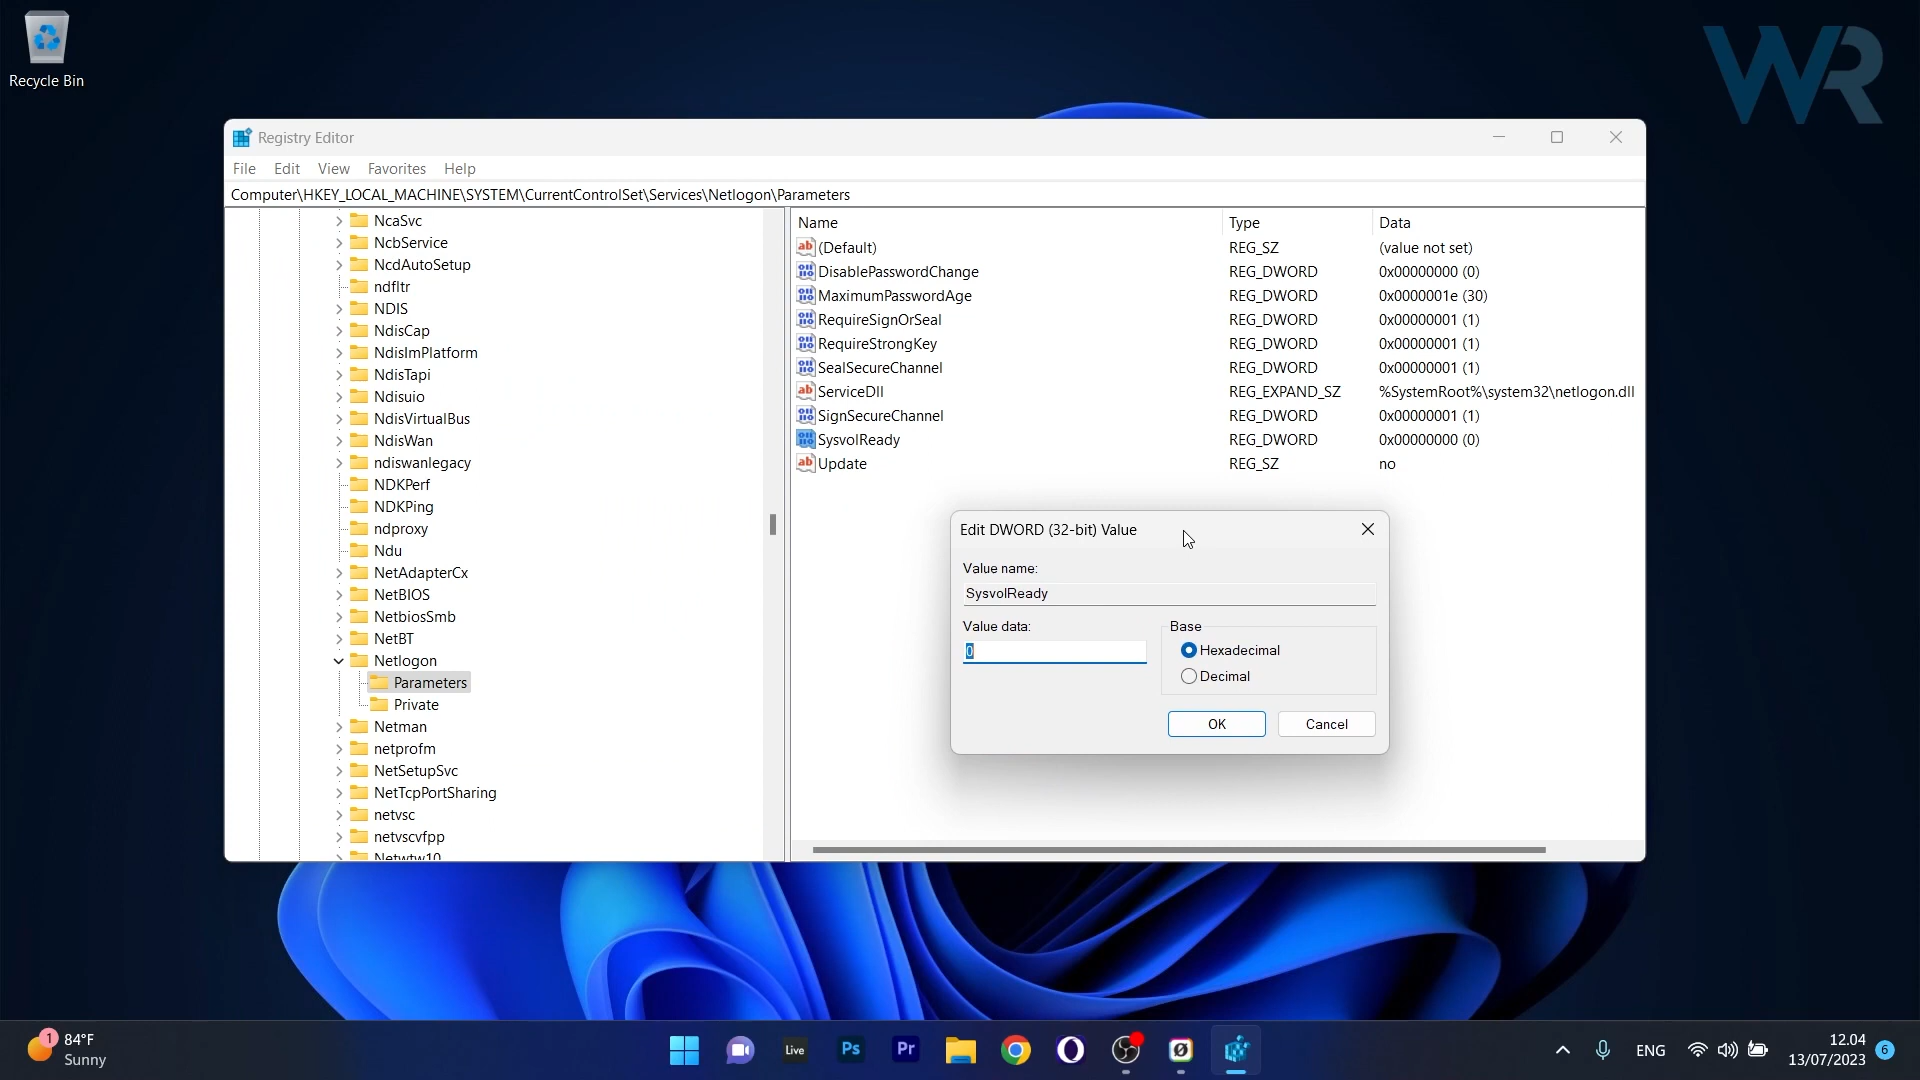 Recycle Bin
WR
Registry Editor
File Edit View Favorites Help
Computer\HKEY_LOCAL_MACHINE\SYSTEM\CurrentControlSet\Services\Netlogon\Parameters
NcaSvc
NcbService
NcdAutoSetup
ndfltr
NDIS
NdisCap
NdisImPlatform
NdisTapi
Ndisuio
NdisVirtualBus
NdisWan
ndiswanlegacy
NDKPerf
NDKPing
ndproxy
Ndu
NetAdapterCx
NetBIOS
NetbiosSmb
NetBT
Netlogon
Parameters
Private
Netman
netprofm
NetSetupSvc
NetTcpPortSharing
netvsc
netvscvfpp
Netwtw10
Name Type Data
(Default) REG_SZ (value not set)
DisablePasswordChange REG_DWORD 0x00000000 (0)
MaximumPasswordAge REG_DWORD 0x0000001e (30)
RequireSignOrSeal REG_DWORD 0x00000001 (1)
RequireStrongKey REG_DWORD 0x00000001 (1)
SealSecureChannel REG_DWORD 0x00000001 (1)
ServiceDll REG_EXPAND_SZ %SystemRoot%\system32\netlogon.dll
SignSecureChannel REG_DWORD 0x00000001 (1)
SysvolReady REG_DWORD 0x00000000 (0)
Update REG_SZ no
Edit DWORD (32-bit) Value
Value name:
SysvolReady
Value data: Base
0 Hexadecimal
Decimal
OK Cancel
1 84°F
Sunny
Live Ps Pr
ENG
12.04
13/07/2023 6